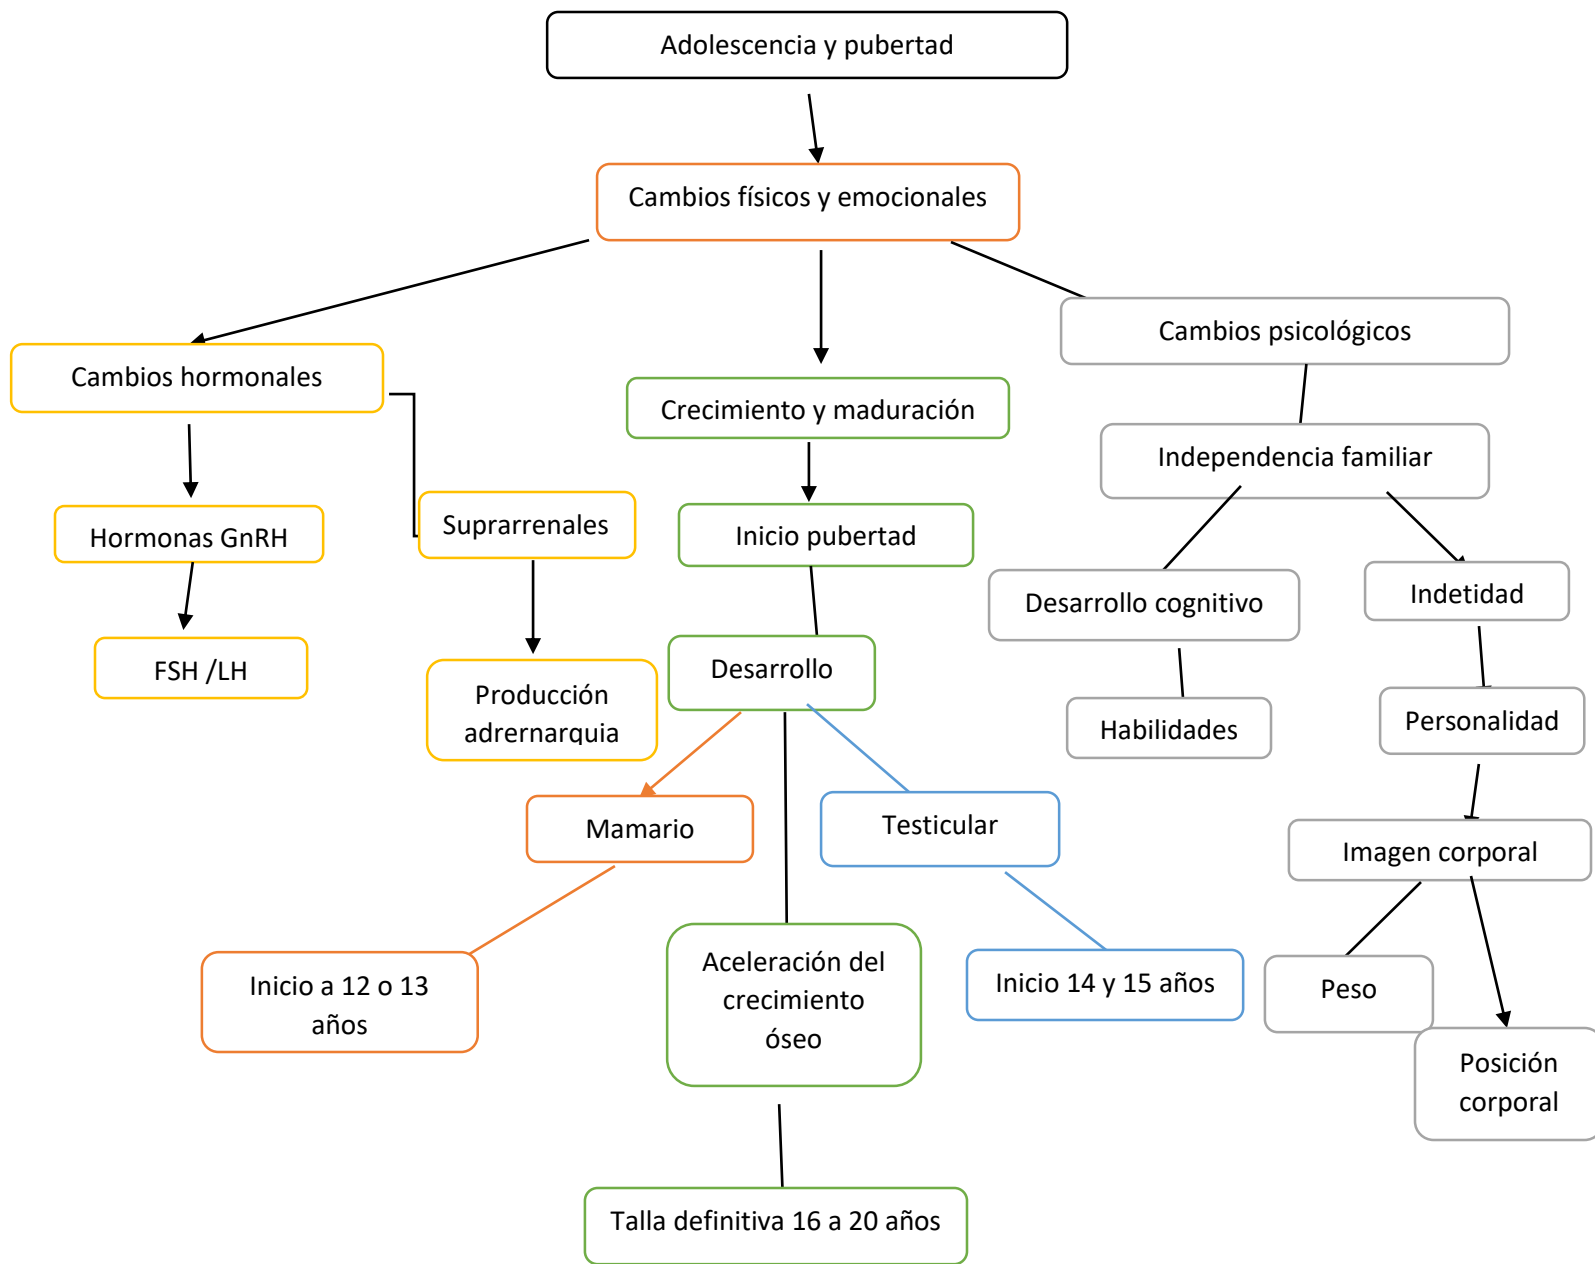 Adolescencia y pubertad
Cambios físicos y emocionales
Cambios psicológicos
Cambios hormonales
Crecimiento y maduración
Independencia familiar
Suprarrenales
Hormonas GnRH
Inicio pubertad
Desarrollo cognitivo
Indetidad
FSH /LH
Desarrollo
Producción
adrernarquia
Habilidades
Personalidad
Mamario
Testicular
Imagen corporal
Inicio a 12 o 13
años
Aceleración del
crecimiento
óseo
Inicio 14 y 15 años
Peso
Posición
corporal
Talla definitiva 16 a 20 años